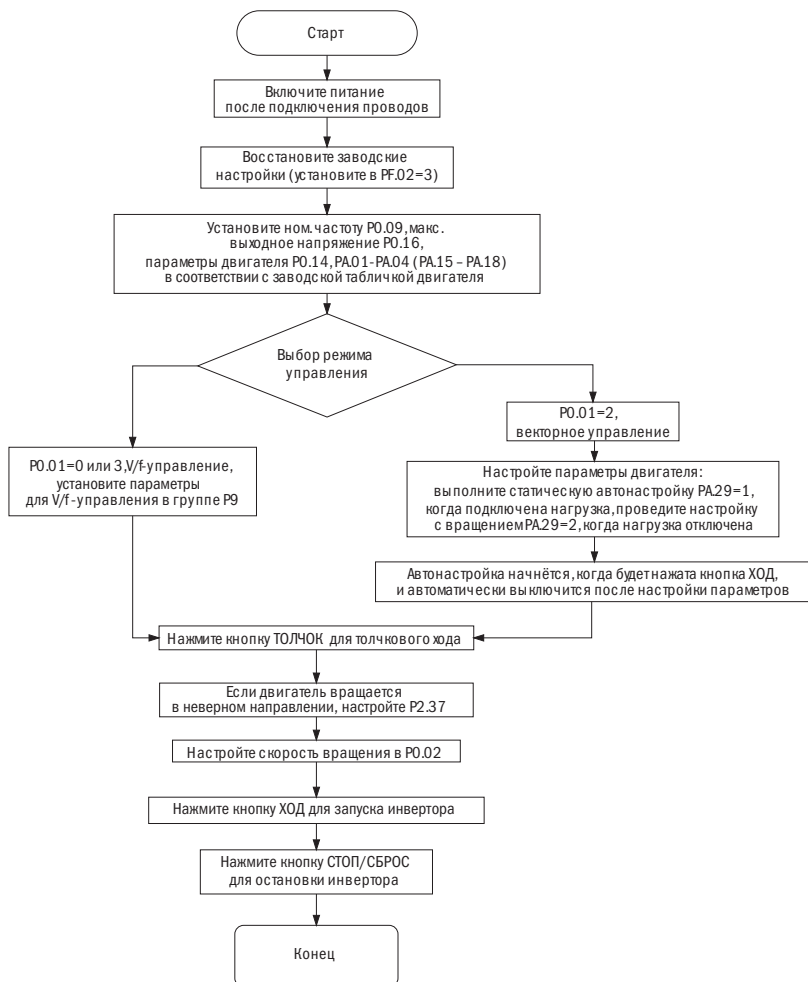 Старт
Включите питание
после подключения проводов
Восстановите заводские
настройки (установите в PF.02=3)
Установите ном. частоту P0.09, макс.
выходное напряжение P0.16,
параметры двигателя P0.14, PA.01-PA.04 (PA.15 – PA.18)
в соответствии с заводской табличкой двигателя
Выбор режима
управления
P0.01=0 или 3, V/f-управление,
установите параметры
для V/f-управления в группе P9
P0.01=2,
векторное управление
Настройте параметры двигателя:
выполните статическую автонастройку PA.29=1,
когда подключена нагрузка, проведите настройку
с вращением PA.29=2, когда нагрузка отключена
Автонастройка начнётся, когда будет нажата кнопка ХОД,
и автоматически выключится после настройки параметров
Нажмите кнопку ТОЛЧОК для толчкового хода
Если двигатель вращается
в неверном направлении, настройте P2.37
Настройте скорость вращения в P0.02
Нажмите кнопку ХОД для запуска инвертора
Нажмите кнопку СТОП/СБРОС
для остановки инвертора
Конец